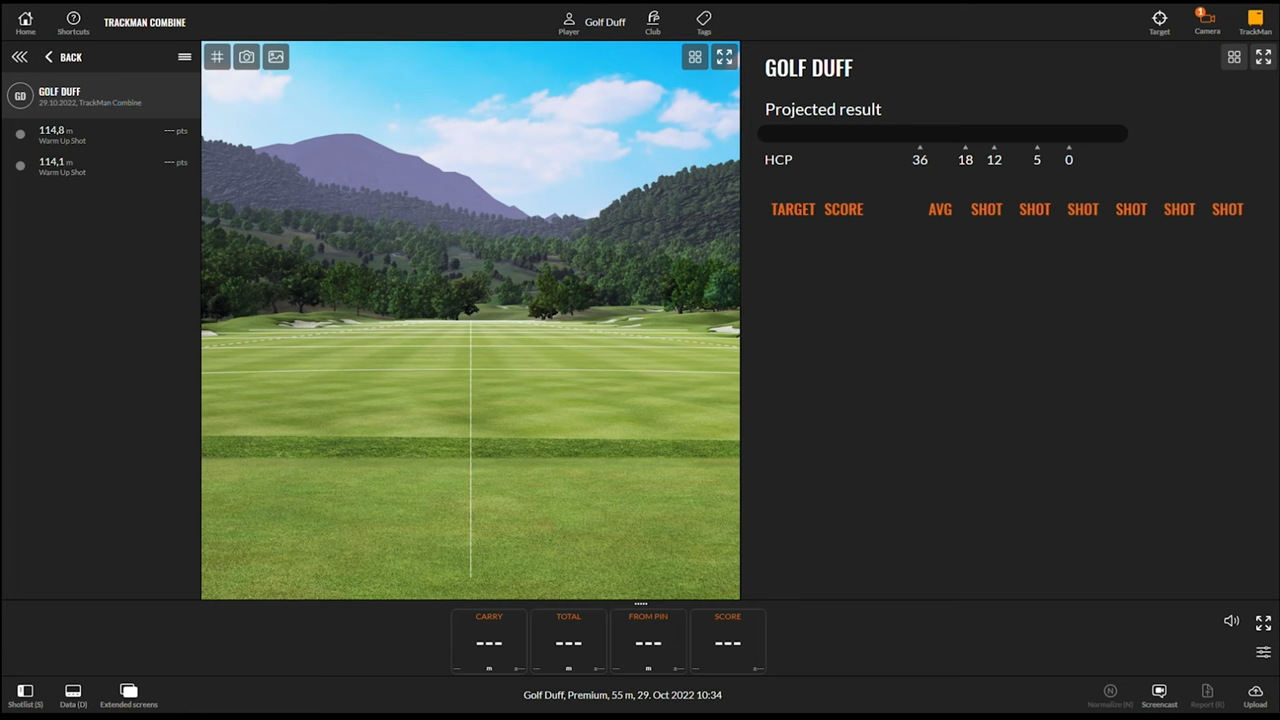 Home
Shortcuts
TRACKMAN COMBINE
Player
Golf Duff
Club
Tags
Target
1
Camera
TrackMan
BACK
GD
GOLF DUFF
29.10.2022, TrackMan Combine
114,8 m
--- pts
Warm Up Shot
114,1 m
--- pts
Warm Up Shot
GOLF DUFF
Projected result
HCP 36 18 12 5 0
TARGET SCORE AVG SHOT SHOT SHOT SHOT SHOT SHOT
CARRY TOTAL FROM PIN SCORE
--- --- --- ---
--- m ±--- --- m ±--- --- m ±--- --- ±---
Golf Duff, Premium, 55 m, 29. Oct 2022 10:34
Shotlist (S)
Data (D)
Extended screens
N
Normalize (N)
Screencast
Report (R)
Upload